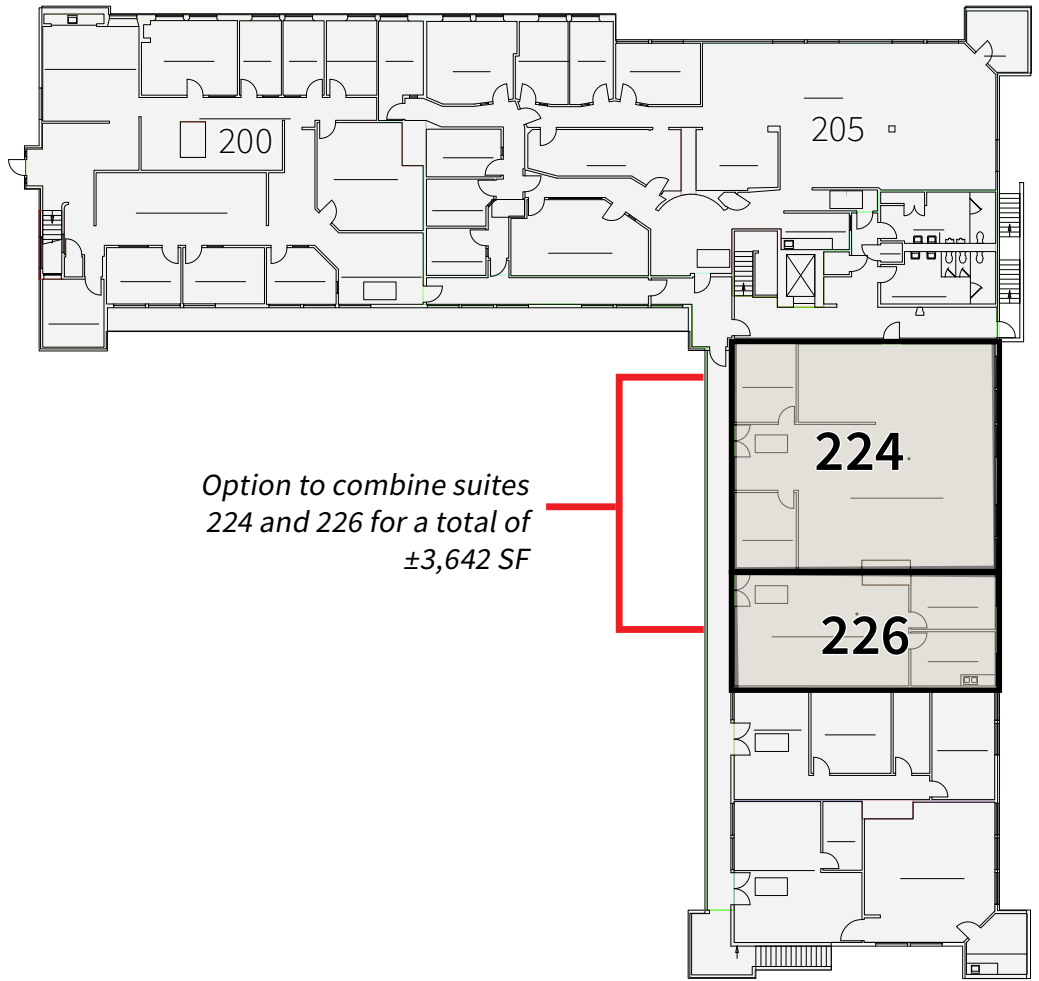 200
205
224
Option to combine suites
224 and 226 for a total of
±3,642 SF
226